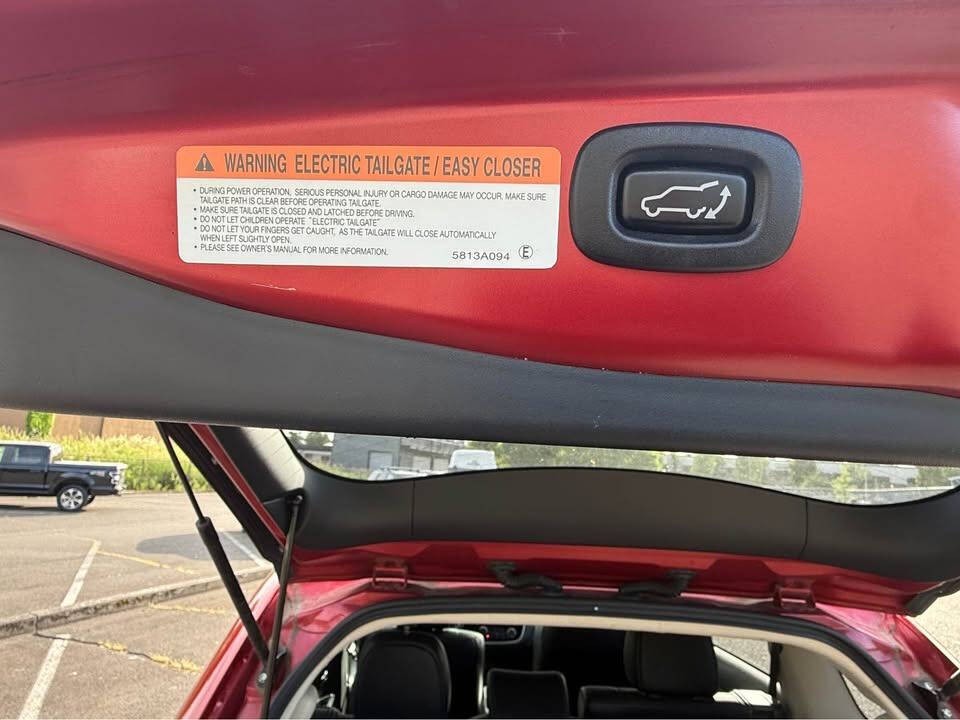 WARNING ELECTRIC TAILGATE / EASY CLOSER
• DURING POWER OPERATION, SERIOUS PERSONAL INJURY OR CARGO DAMAGE MAY OCCUR. MAKE SURE
TAILGATE PATH IS CLEAR BEFORE OPERATING TAILGATE.
• MAKE SURE TAILGATE IS CLOSED AND LATCHED BEFORE DRIVING.
• DO NOT LET CHILDREN OPERATE "ELECTRIC TAILGATE"
• DO NOT LET YOUR FINGERS GET CAUGHT, AS THE TAILGATE WILL CLOSE AUTOMATICALLY
WHEN LEFT SLIGHTLY OPEN.
• PLEASE SEE OWNER'S MANUAL FOR MORE INFORMATION.
5813A094 Ⓔ